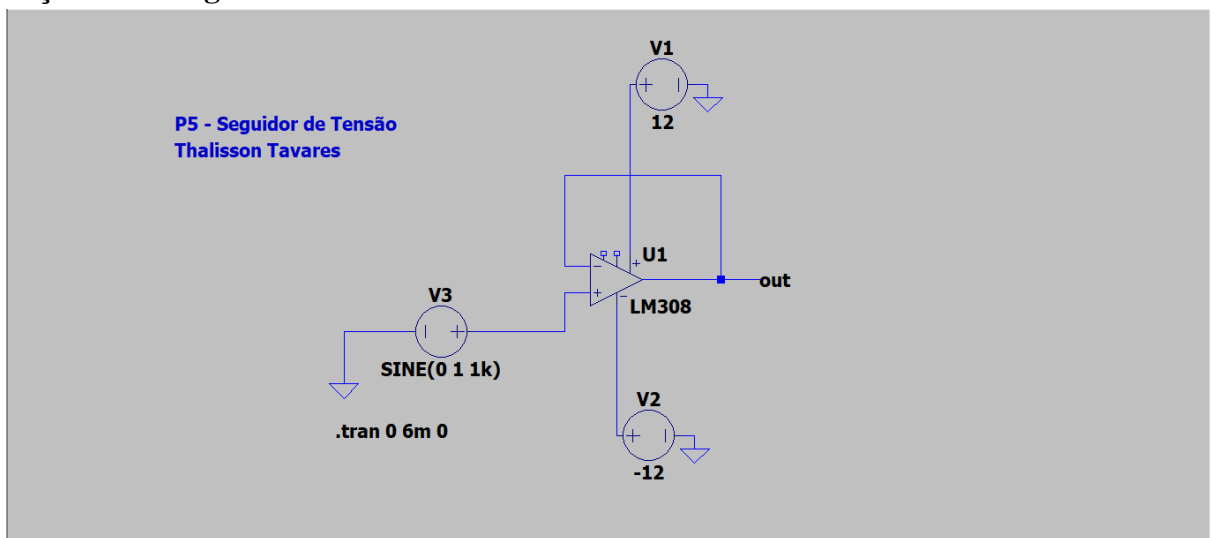 V1
12
P5 - Seguidor de Tensão
Thalisson Tavares
U1
out
LM308
V3
SINE(0 1 1k)
V2
.tran 0 6m 0
-12